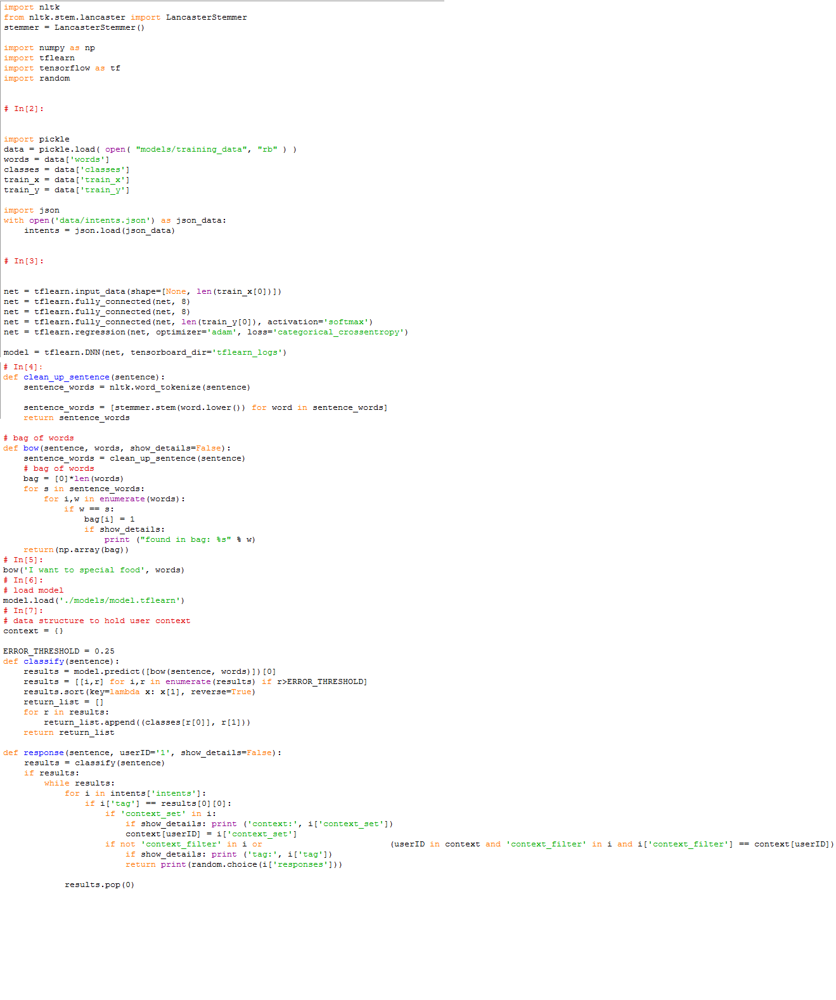 import nltk
from nltk.stem.lancaster import LancasterStemmer
stemmer = LancasterStemmer()

import numpy as np
import tflearn
import tensorflow as tf
import random


# In[2]:


import pickle
data = pickle.load( open( "models/training_data", "rb" ) )
words = data['words']
classes = data['classes']
train_x = data['train_x']
train_y = data['train_y']

import json
with open('data/intents.json') as json_data:
    intents = json.load(json_data)


# In[3]:


net = tflearn.input_data(shape=[None, len(train_x[0])])
net = tflearn.fully_connected(net, 8)
net = tflearn.fully_connected(net, 8)
net = tflearn.fully_connected(net, len(train_y[0]), activation='softmax')
net = tflearn.regression(net, optimizer='adam', loss='categorical_crossentropy')

model = tflearn.DNN(net, tensorboard_dir='tflearn_logs')
# In[4]:
def clean_up_sentence(sentence):
    sentence_words = nltk.word_tokenize(sentence)

    sentence_words = [stemmer.stem(word.lower()) for word in sentence_words]
    return sentence_words

# bag of words
def bow(sentence, words, show_details=False):
    sentence_words = clean_up_sentence(sentence)
    # bag of words
    bag = [0]*len(words)
    for s in sentence_words:
        for i,w in enumerate(words):
            if w == s:
                bag[i] = 1
                if show_details:
                    print ("found in bag: %s" % w)
    return(np.array(bag))
# In[5]:
bow('I want to special food', words)
# In[6]:
# load model
model.load('./models/model.tflearn')
# In[7]:
# data structure to hold user context
context = {}

ERROR_THRESHOLD = 0.25
def classify(sentence):
    results = model.predict([bow(sentence, words)])[0]
    results = [[i,r] for i,r in enumerate(results) if r>ERROR_THRESHOLD]
    results.sort(key=lambda x: x[1], reverse=True)
    return_list = []
    for r in results:
        return_list.append((classes[r[0]], r[1]))
    return return_list

def response(sentence, userID='1', show_details=False):
    results = classify(sentence)
    if results:
        while results:
            for i in intents['intents']:
                if i['tag'] == results[0][0]:
                    if 'context_set' in i:
                        if show_details: print ('context:', i['context_set'])
                        context[userID] = i['context_set']
                    if not 'context_filter' in i or                         (userID in context and 'context_filter' in i and i['context_filter'] == context[userID])
                        if show_details: print ('tag:', i['tag'])
                        return print(random.choice(i['responses']))

            results.pop(0)